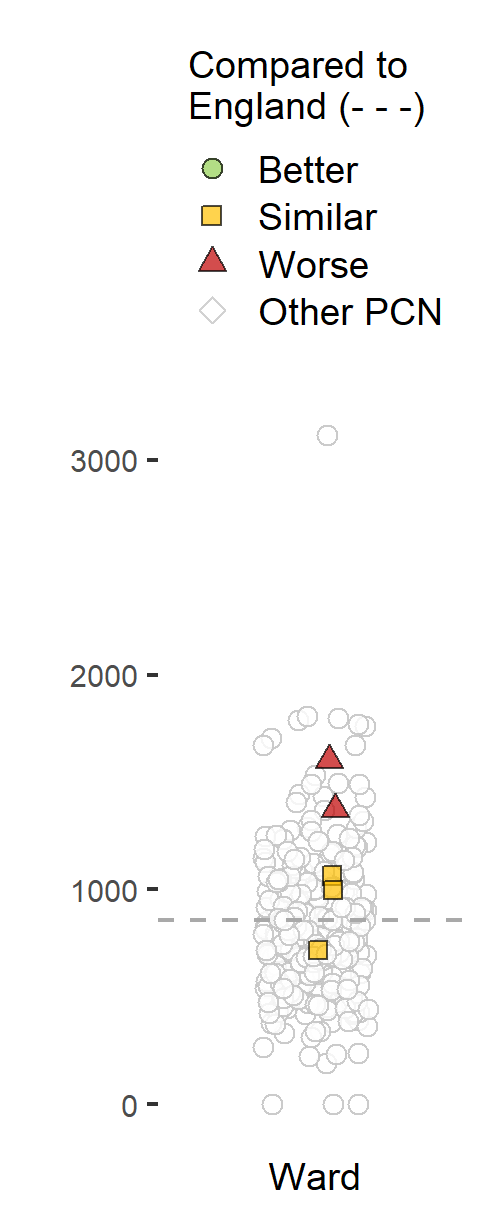 Compared to
England (- - -)
Better
Similar
Worse
Other PCN
3000
2000
1000
0
Ward